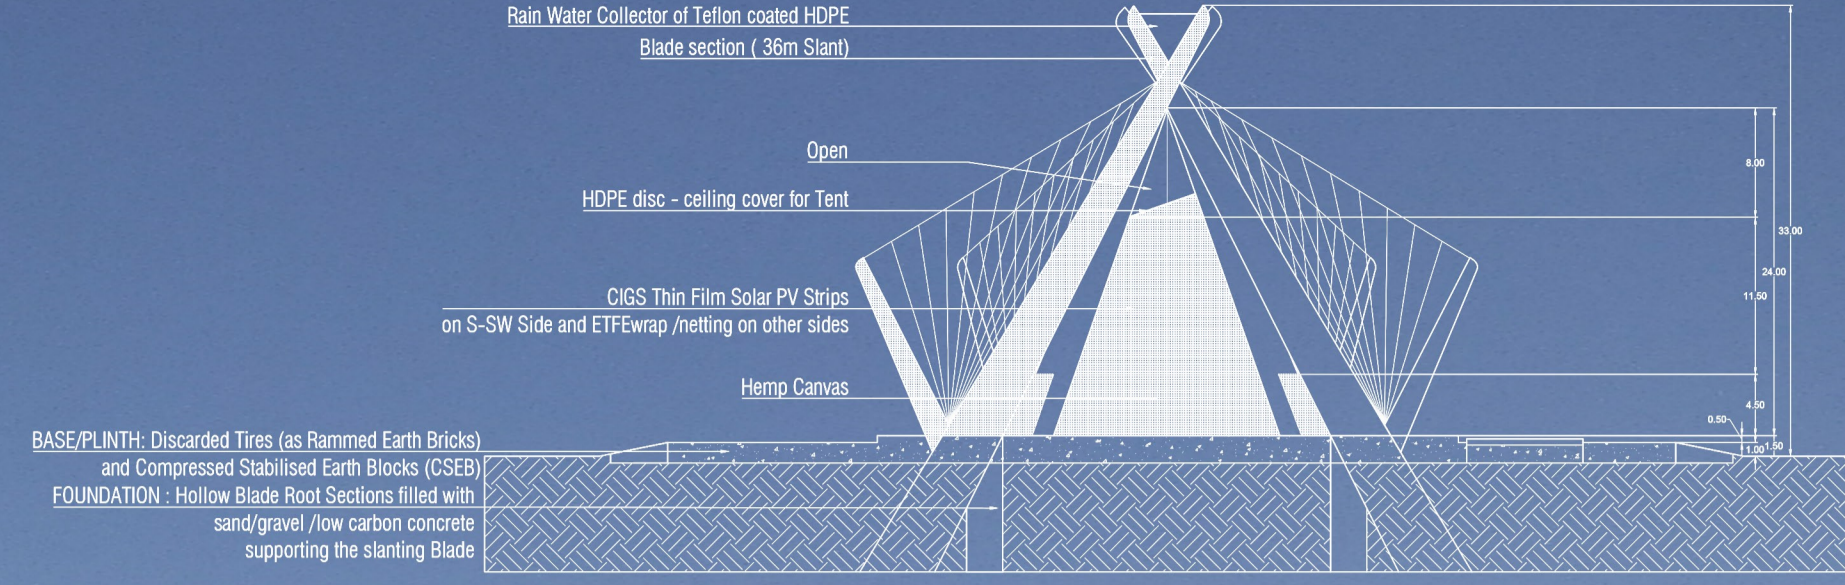 Rain Water Collector of Teflon coated HDPE
Blade section ( 36m Slant)
Open
HDPE disc - ceiling cover for Tent
CIGS Thin Film Solar PV Strips
on S-SW Side and ETFEwrap /netting on other sides
Hemp Canvas
BASE/PLINTH: Discarded Tires (as Rammed Earth Bricks)
and Compressed Stabilised Earth Blocks (CSEB)
FOUNDATION : Hollow Blade Root Sections filled with
sand/gravel /low carbon concrete
supporting the slanting Blade
8.00
33.00
24.00
11.50
4.50
0.50
1.00
1.50